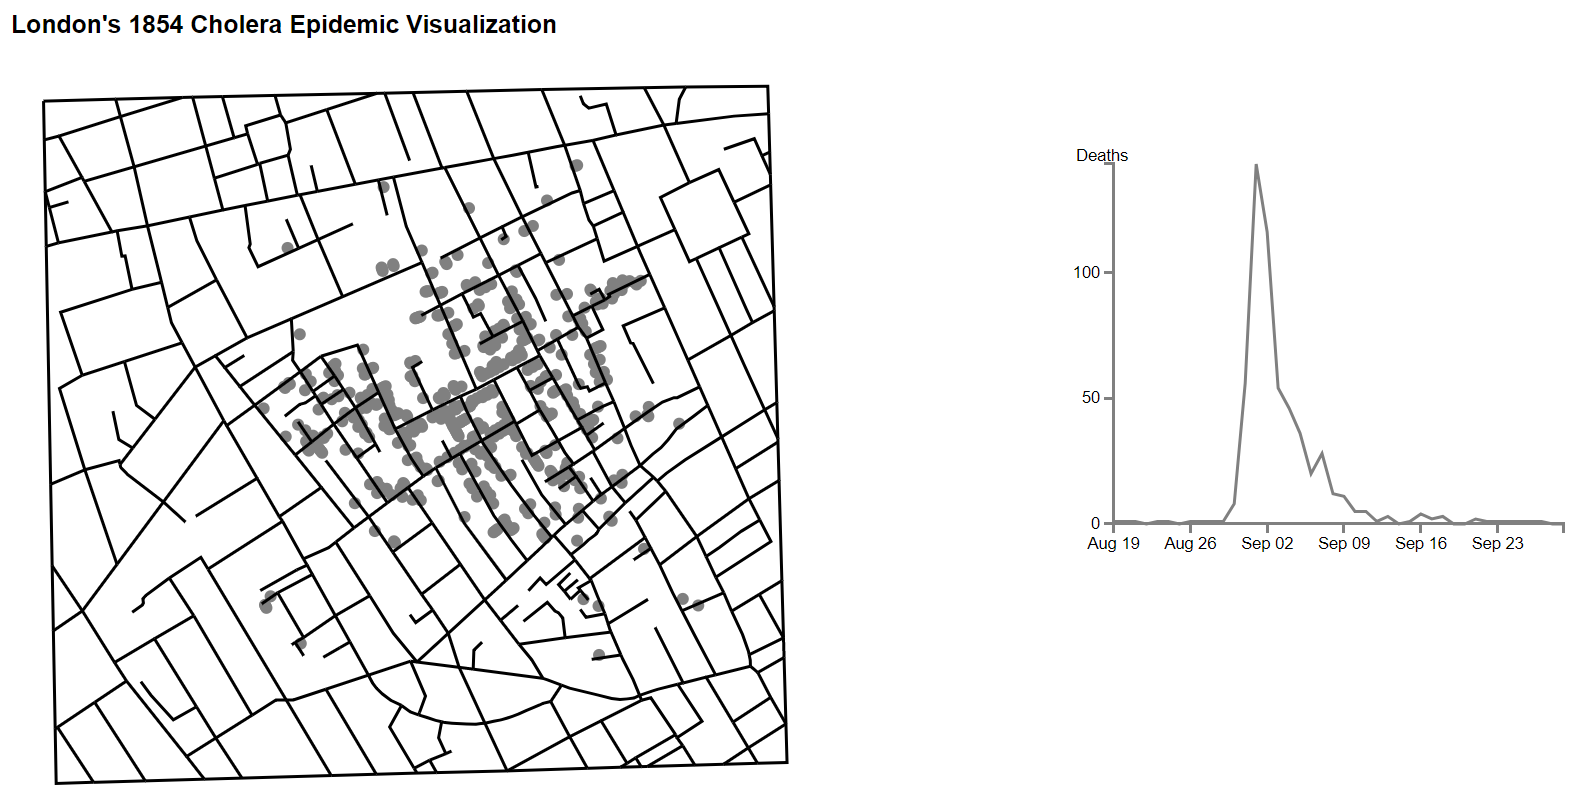 London's 1854 Cholera Epidemic Visualization
Deaths
100
50
0
Aug 19 Aug 26 Sep 02 Sep 09 Sep 16 Sep 23